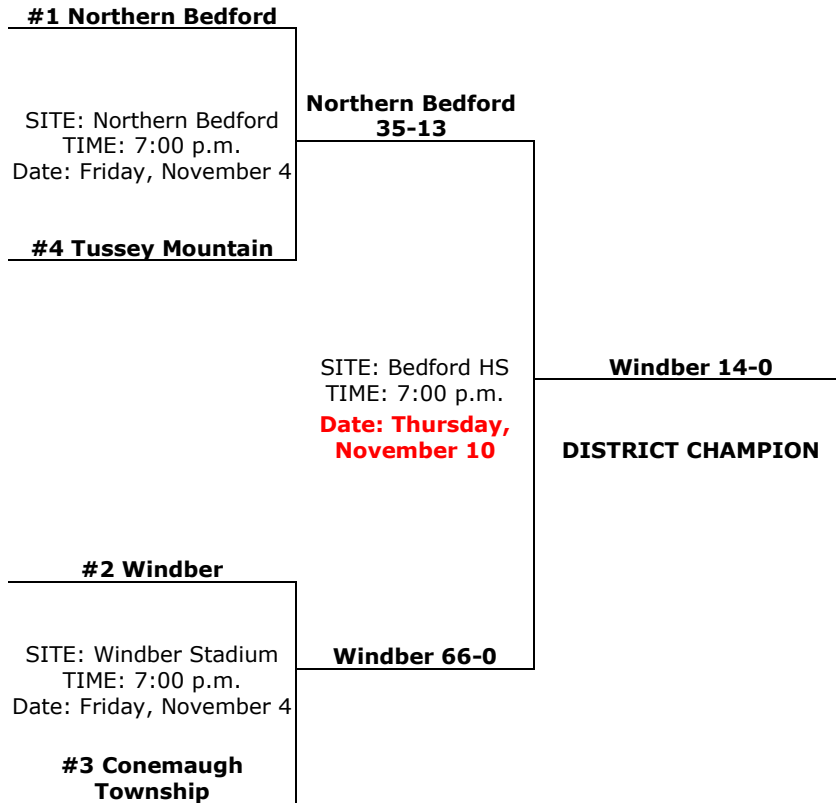 #1 Northern Bedford
SITE: Northern Bedford
TIME: 7:00 p.m.
Date: Friday, November 4
Northern Bedford
35-13
#4 Tussey Mountain
SITE: Bedford HS
TIME: 7:00 p.m.
Date: Thursday,
November 10
Windber 14-0
DISTRICT CHAMPION
#2 Windber
SITE: Windber Stadium
TIME: 7:00 p.m.
Date: Friday, November 4
Windber 66-0
#3 Conemaugh
Township